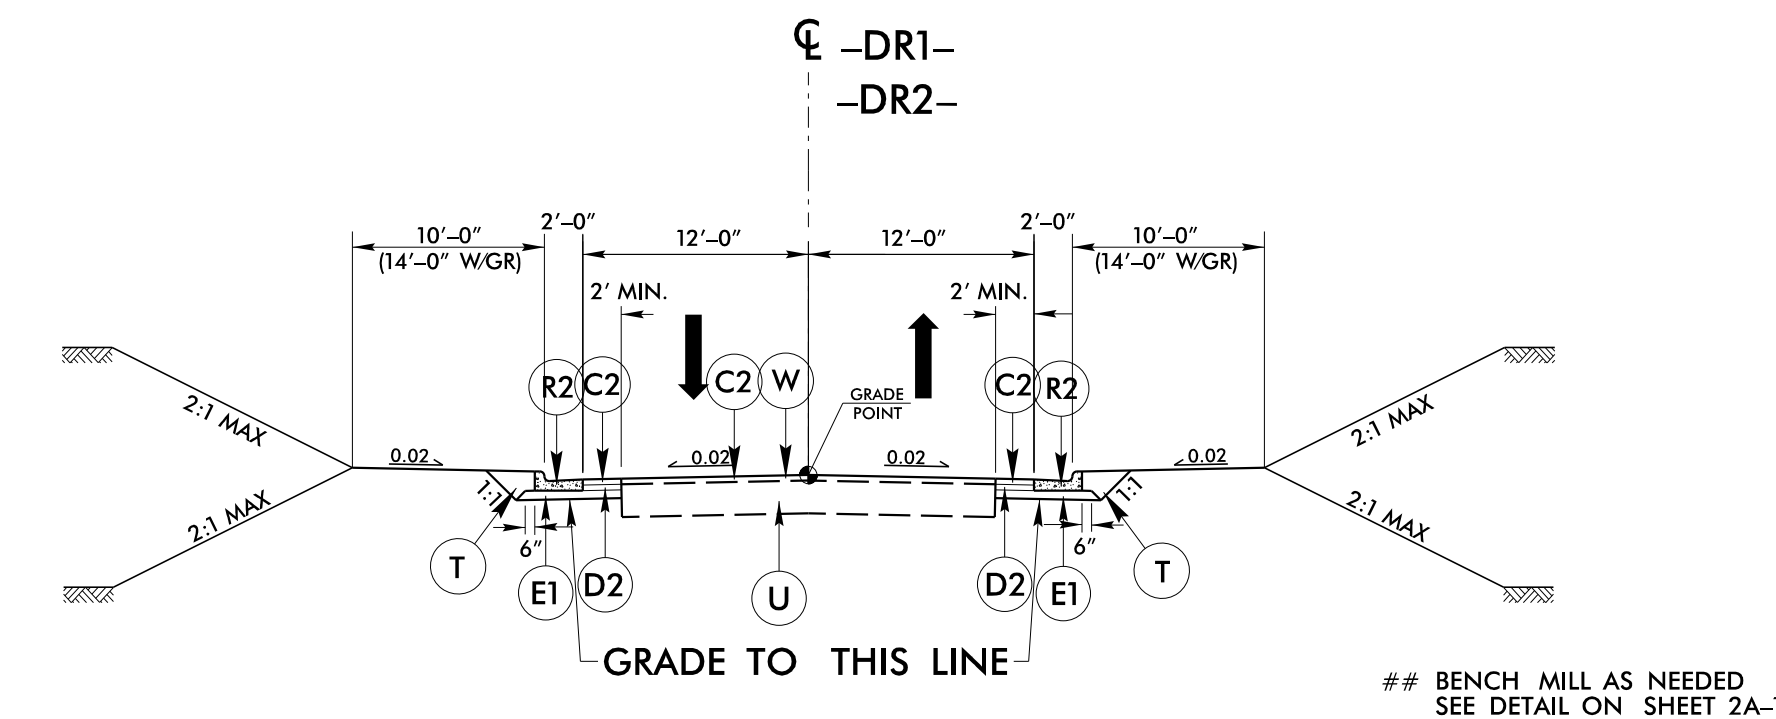 ℄ –DR1–
–DR2–
2'–0" 2'–0"
10'–0" 12'–0" 12'–0" 10'–0"
(14'–0" W/GR) (14'–0" W/GR)
2' MIN. 2' MIN.
R2 C2 C2 W C2 R2
GRADE
POINT
2:1 MAX 2:1 MAX
0.02 0.02 0.02 0.02
1:1 1:1
2:1 MAX 2:1 MAX
6" 6"
T E1 D2 U D2 E1 T
GRADE TO THIS LINE
## BENCH MILL AS NEEDED
SEE DETAIL ON SHEET